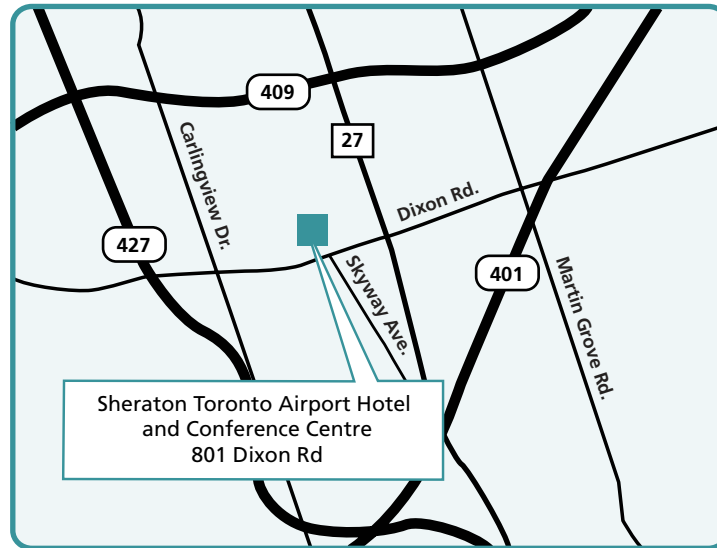 409
27
Carlingview Dr.
Dixon Rd.
427
Skyway Ave.
401
Martin Grove Rd.
Sheraton Toronto Airport Hotel
and Conference Centre
801 Dixon Rd